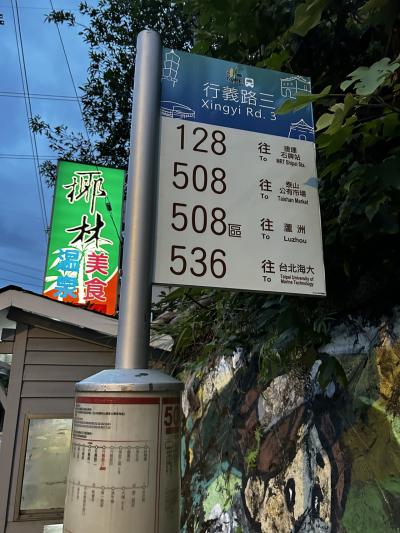 行義路三
Xingyi Rd. 3
128 往 To 捷運石牌站 MRT Shipai Sta.
508 往 To 泰山公有市場 Taishan Market
508區 往 To 蘆洲 Luzhou
536 往 To 台北海大 Taipei University of Marine Technology
椰林
溫泉
美食